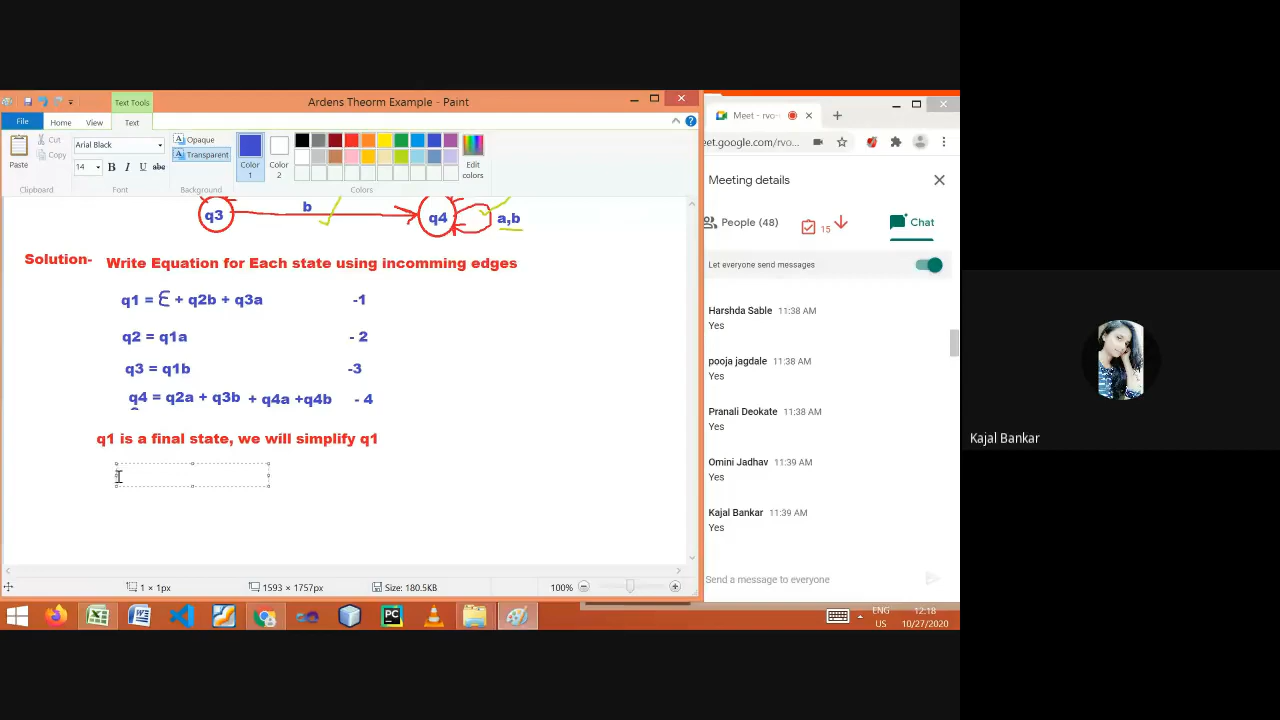 Ardens Theorm Example - Paint
Text Tools
File
Home
View
Text
Paste
Cut
Copy
Clipboard
Arial Black
14
B I U abc
Font
Opaque
Transparent
Background
Color 1
Color 2
Edit colors
Colors
q3
b
q4
a,b
Solution-
Write Equation for Each state using incomming edges
q1 = Ɛ + q2b + q3a -1
q2 = q1a - 2
q3 = q1b -3
q4 = q2a + q3b + q4a +q4b - 4
q1 is a final state, we will simplify q1
1 × 1px
1593 × 1757px
Size: 180.5KB
100%
Meet - rvo-
eet.google.com/rvo...
Meeting details
People (48)
15
Chat
Let everyone send messages
Harshda Sable 11:38 AM
Yes
pooja jagdale 11:38 AM
Yes
Pranali Deokate 11:38 AM
Yes
Omini Jadhav 11:39 AM
Yes
Kajal Bankar 11:39 AM
Yes
Send a message to everyone
PC
ENG
US
12:18
10/27/2020
Kajal Bankar